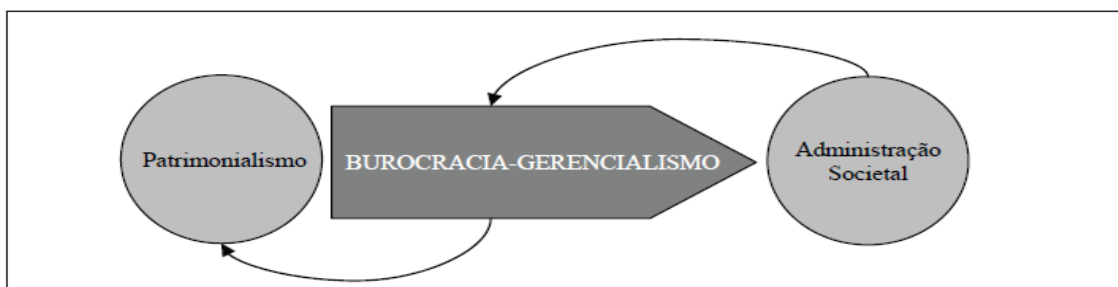 Patrimonialismo
BUROCRACIA-GERENCIALISMO
Administração
Societal